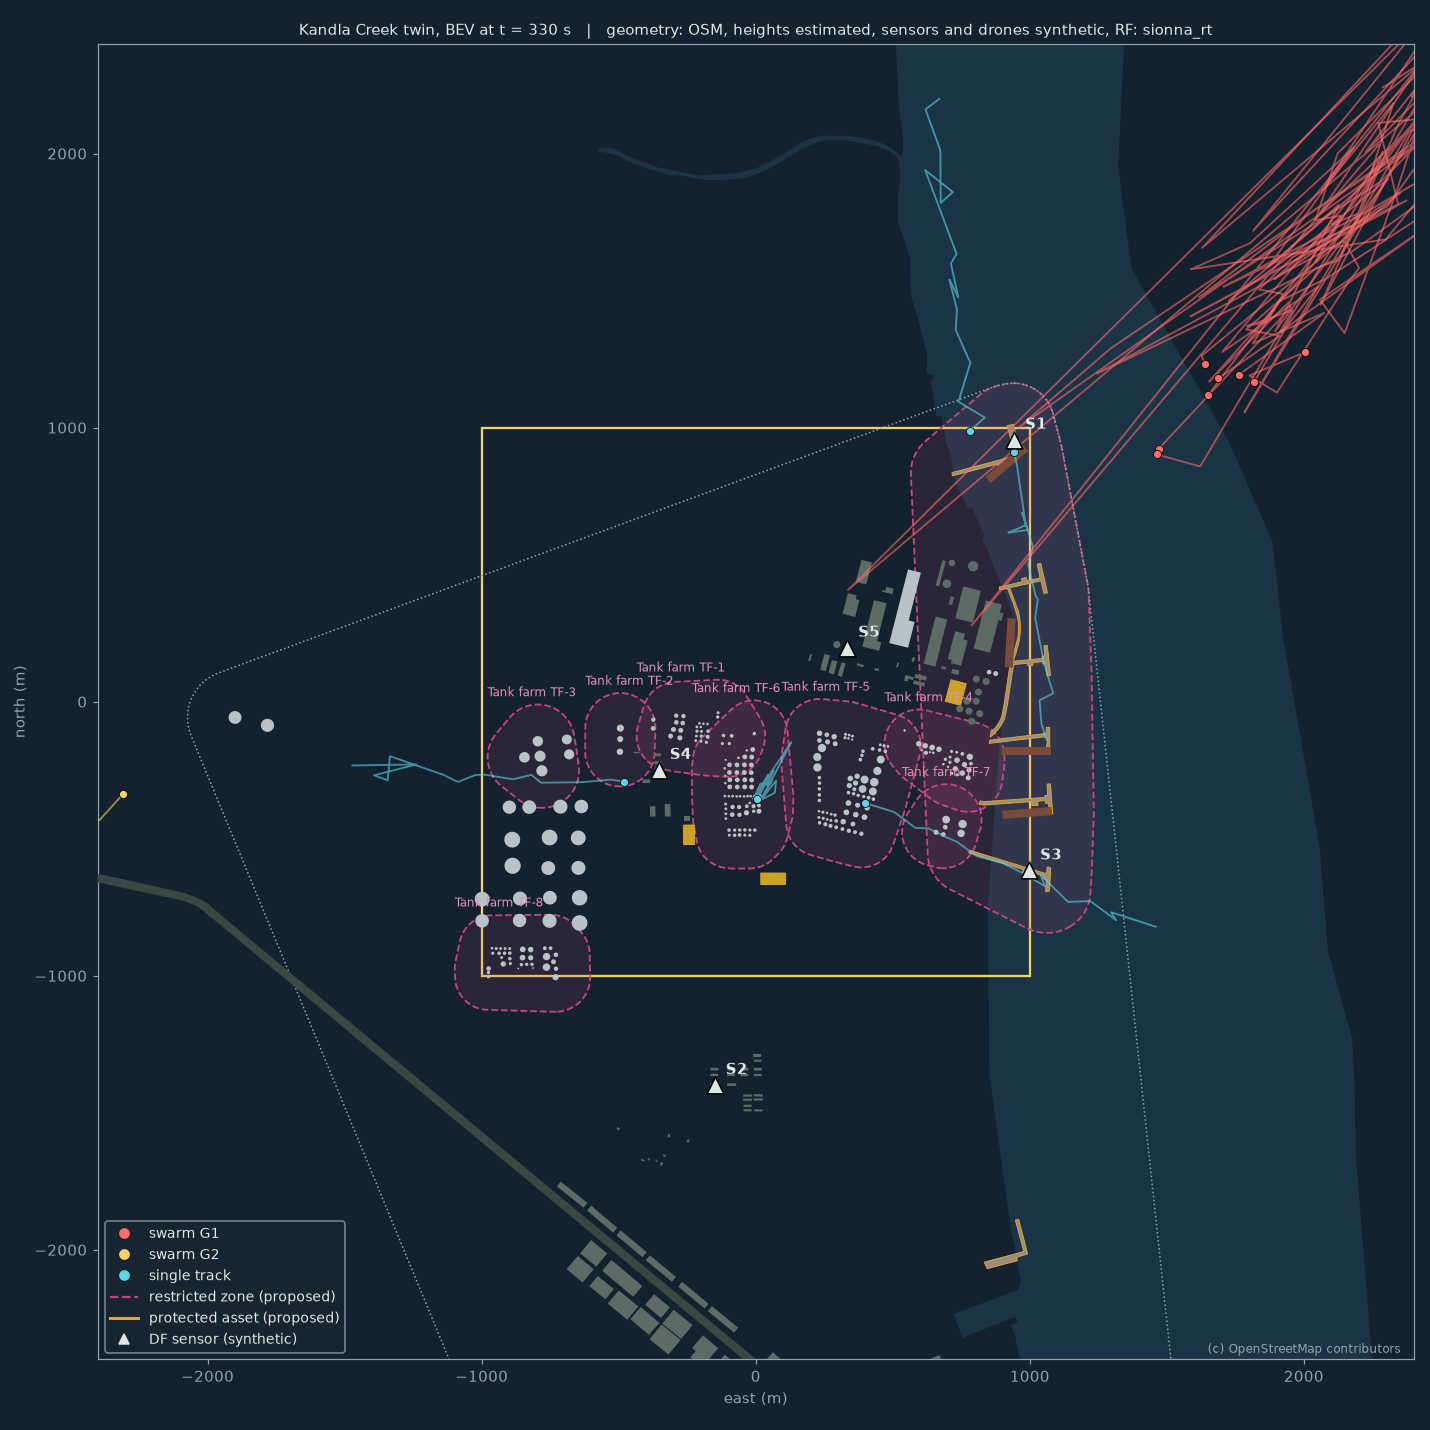 Kandla Creek twin, BEV at t = 330 s | geometry: OSM, heights estimated, sensors and drones synthetic, RF: sionna_rt
2000
1000
0
−1000
−2000
north (m)
S1
S5
Tank farm TF-1
Tank farm TF-2
Tank farm TF-6
Tank farm TF-5
Tank farm TF-3
Tank farm TF-4
S4
Tank farm TF-7
S3
Tank farm TF-8
S2
swarm G1
swarm G2
single track
restricted zone (proposed)
protected asset (proposed)
DF sensor (synthetic)
(c) OpenStreetMap contributors
−2000
−1000
0
1000
2000
east (m)